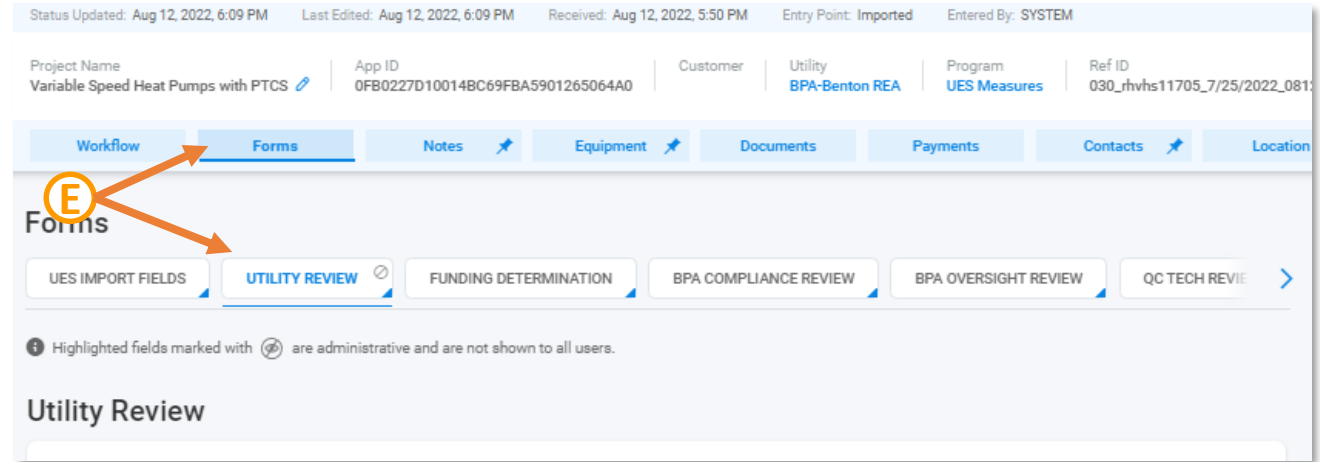 Status Updated: Aug 12, 2022, 6:09 PM Last Edited: Aug 12, 2022, 6:09 PM Received: Aug 12, 2022, 5:50 PM Entry Point: Imported Entered By: SYSTEM
Project Name App ID Customer Utility Program Ref ID
Variable Speed Heat Pumps with PTCS 0FB0227D10014BC69FBA5901265064A0 BPA-Benton REA UES Measures 030_rhvhs11705_7/25/2022_081
Workflow Forms Notes Equipment Documents Payments Contacts Location
E
Forms
UES IMPORT FIELDS UTILITY REVIEW FUNDING DETERMINATION BPA COMPLIANCE REVIEW BPA OVERSIGHT REVIEW QC TECH REVIE
Highlighted fields marked with are administrative and are not shown to all users.
Utility Review